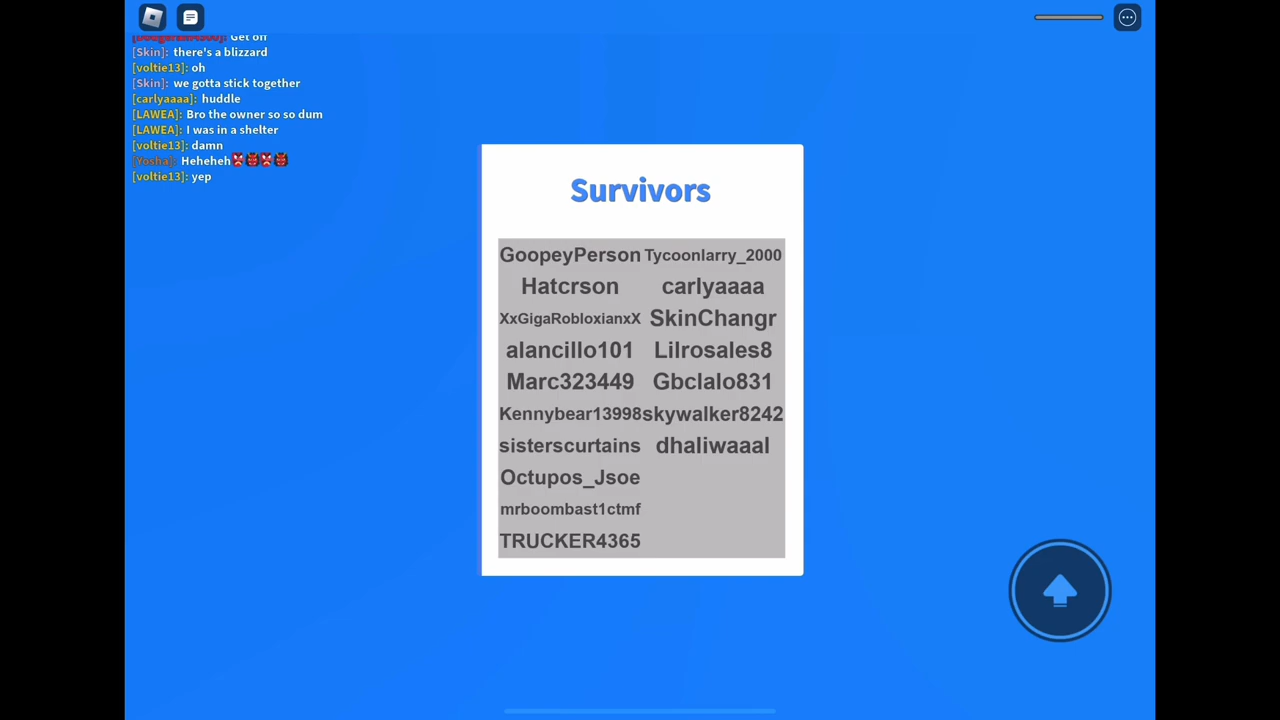 Get off
[Skin]: there's a blizzard
[voltie13]: oh
[Skin]: we gotta stick together
[carlyaaaa]: huddle
[LAWEA]: Bro the owner so so dum
[LAWEA]: I was in a shelter
[voltie13]: damn
[Yosha]: Heheheh👹👹👹👹
[voltie13]: yep
Survivors
GoopeyPerson Tycoonlarry_2000
Hatcrson carlyaaaa
XxGigaRobloxianxX SkinChangr
alancillo101 Lilrosales8
Marc323449 Gbclalo831
Kennybear13998 skywalker8242
sisterscurtains dhaliwaaal
Octupos_Jsoe
mrboombast1ctmf
TRUCKER4365